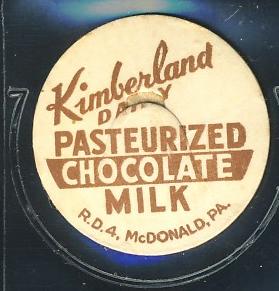 Kimberland
DAIRY
PASTEURIZED
CHOCOLATE
MILK
R.D.4, McDONALD, PA.